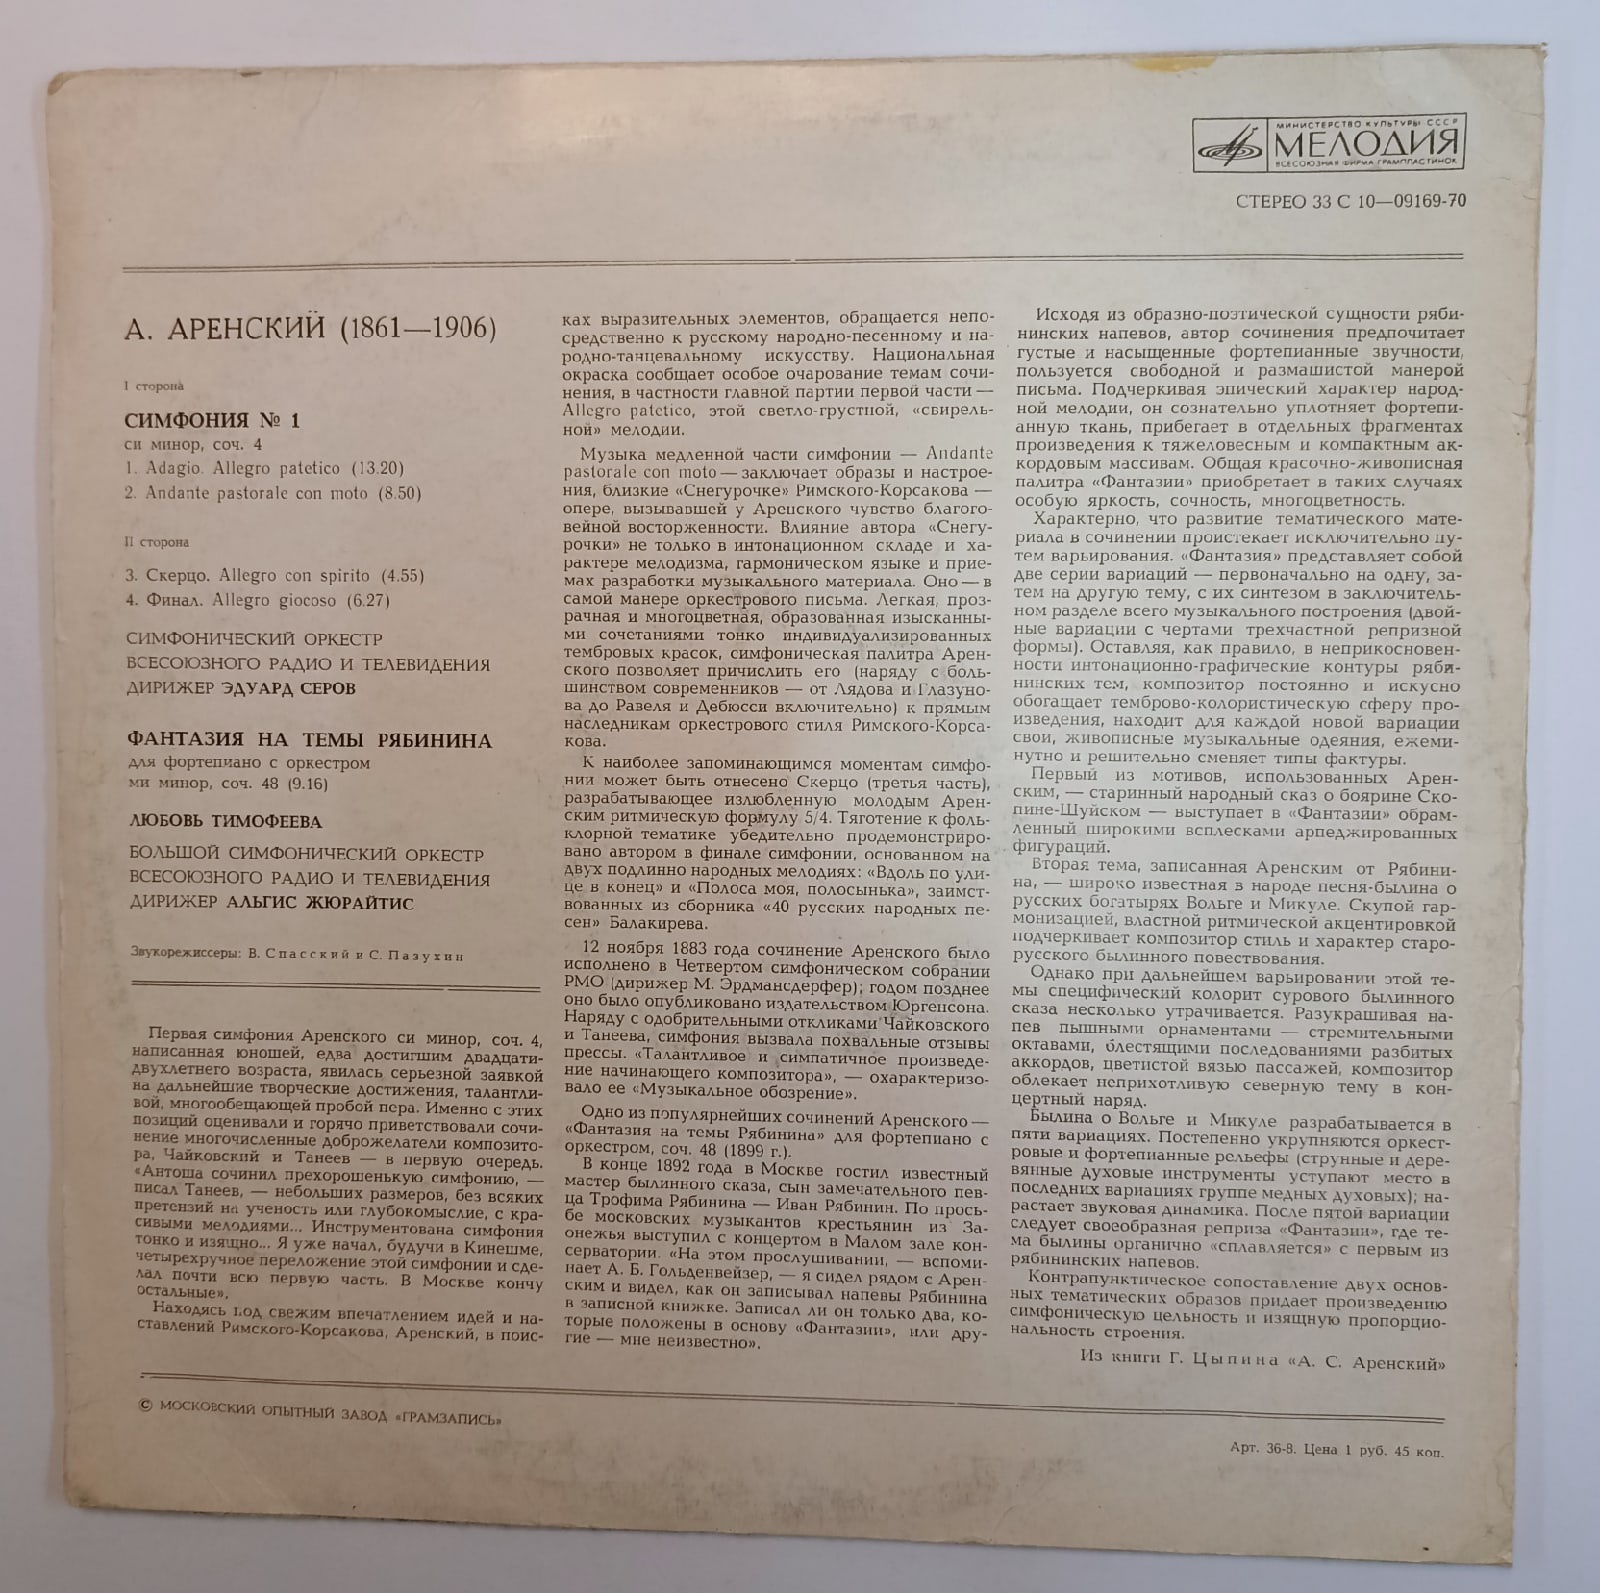 МИНИСТЕРСТВО КУЛЬТУРЫ СССР
МЕЛОДИЯ
ВСЕСОЮЗНАЯ ФИРМА ГРАМПЛАСТИНОК
СТЕРЕО 33 С 10—09169-70
А. АРЕНСКИЙ (1861—1906)
I сторона
СИМФОНИЯ № 1
си минор, соч. 4
1. Adagio. Allegro patetico (13.20)
2. Andante pastorale con moto (8.50)
II сторона
3. Скерцо. Allegro con spirito (4.55)
4. Финал. Allegro giocoso (6.27)
СИМФОНИЧЕСКИЙ ОРКЕСТР
ВСЕСОЮЗНОГО РАДИО И ТЕЛЕВИДЕНИЯ
ДИРИЖЕР ЭДУАРД СЕРОВ
ФАНТАЗИЯ НА ТЕМЫ РЯБИНИНА
для фортепиано с оркестром
ми минор, соч. 48 (9.16)
ЛЮБОВЬ ТИМОФЕЕВА
БОЛЬШОЙ СИМФОНИЧЕСКИЙ ОРКЕСТР
ВСЕСОЮЗНОГО РАДИО И ТЕЛЕВИДЕНИЯ
ДИРИЖЕР АЛЬГИС ЖЮРАЙТИС
Звукорежиссеры: В. Спасский и С. Пазухин
Первая симфония Аренского си минор, соч. 4,
написанная юношей, едва достигшим двадцати-
двухлетнего возраста, явилась серьезной заявкой
на дальнейшие творческие достижения, талантли-
вой, многообещающей пробой пера. Именно с этих
позиций оценивали и горячо приветствовали сочи-
нение многочисленные доброжелатели композито-
ра, Чайковский и Танеев — в первую очередь.
«Антоша сочинил прехорошенькую симфонию, —
писал Танеев, — небольших размеров, без всяких
претензий на ученость или глубокомыслие, с кра-
сивыми мелодиями... Инструментована симфония
тонко и изящно... Я уже начал, будучи в Кинешме,
четырехручное переложение этой симфонии и сде-
лал почти всю первую часть. В Москве кончу
остальные».
Находясь под свежим впечатлением идей и на-
ставлений Римского-Корсакова, Аренский, в поис-
ках выразительных элементов, обращается непо-
средственно к русскому народно-песенному и на-
родно-танцевальному искусству. Национальная
окраска сообщает особое очарование темам сочи-
нения, в частности главной партии первой части —
Allegro patetico, этой светло-грустной, «свирель-
ной» мелодии.
Музыка медленной части симфонии — Andante
pastorale con moto — заключает образы и настрое-
ния, близкие «Снегурочке» Римского-Корсакова —
опере, вызывавшей у Аренского чувство благого-
вейной восторженности. Влияние автора «Снегу-
рочки» не только в интонационном складе и ха-
рактере мелодизма, гармоническом языке и прие-
мах разработки музыкального материала. Оно — в
самой манере оркестрового письма. Легкая, проз-
рачная и многоцветная, образованная изысканны-
ми сочетаниями тонко индивидуализированных
тембровых красок, симфоническая палитра Арен-
ского позволяет причислить его (наряду с боль-
шинством современников — от Лядова и Глазуно-
ва до Равеля и Дебюсси включительно) к прямым
наследникам оркестрового стиля Римского-Корса-
кова.
К наиболее запоминающимся моментам симфо-
нии может быть отнесено Скерцо (третья часть),
разрабатывающее излюбленную молодым Арен-
ским ритмическую формулу 5/4. Тяготение к фоль-
клорной тематике убедительно продемонстриро-
вано автором в финале симфонии, основанном на
двух подлинно народных мелодиях: «Вдоль по ули-
це в конец» и «Полоса моя, полосынька», заимст-
вованных из сборника «40 русских народных пе-
сен» Балакирева.
12 ноября 1883 года сочинение Аренского было
исполнено в Четвертом симфоническом собрании
РМО (дирижер М. Эрдмансдерфер); годом позднее
оно было опубликовано издательством Юргенсона.
Наряду с одобрительными откликами Чайковского
и Танеева, симфония вызвала похвальные отзывы
прессы. «Талантливое и симпатичное произведе-
ние начинающего композитора», — охарактеризо-
вало ее «Музыкальное обозрение».
Одно из популярнейших сочинений Аренского —
«Фантазия на темы Рябинина» для фортепиано с
оркестром, соч. 48 (1899 г.).
В конце 1892 года в Москве гостил известный
мастер былинного сказа, сын замечательного пев-
ца Трофима Рябинина — Иван Рябинин. По прось-
бе московских музыкантов крестьянин из За-
онежья выступил с концертом в Малом зале кон-
серватории. «На этом прослушивании, — вспоми-
нает А. Б. Гольденвейзер, — я сидел рядом с Арен-
ским и видел, как он записывал напевы Рябинина
в записной книжке. Записал ли он только два, ко-
торые положены в основу «Фантазии», или дру-
гие — мне неизвестно».
Исходя из образно-поэтической сущности ряби-
нинских напевов, автор сочинения предпочитает
густые и насыщенные фортепианные звучности,
пользуется свободной и размашистой манерой
письма. Подчеркивая эпический характер народ-
ной мелодии, он сознательно уплотняет фортепи-
анную ткань, прибегает в отдельных фрагментах
произведения к тяжеловесным и компактным ак-
кордовым массивам. Общая красочно-живописная
палитра «Фантазии» приобретает в таких случаях
особую яркость, сочность, многоцветность.
Характерно, что развитие тематического мате-
риала в сочинении проистекает исключительно пу-
тем варьирования. «Фантазия» представляет собой
две серии вариаций — первоначально на одну, за-
тем на другую тему, с их синтезом в заключитель-
ном разделе всего музыкального построения (двой-
ные вариации с чертами трехчастной репризной
формы). Оставляя, как правило, в неприкосновен-
ности интонационно-графические контуры ряби-
нинских тем, композитор постоянно и искусно
обогащает темброво-колористическую сферу про-
изведения, находит для каждой новой вариации
свои, живописные музыкальные одеяния, ежеми-
нутно и решительно сменяет типы фактуры.
Первый из мотивов, использованных Арен-
ским, — старинный народный сказ о боярине Ско-
пине-Шуйском — выступает в «Фантазии» обрам-
ленный широкими всплесками арпеджированных
фигураций.
Вторая тема, записанная Аренским от Рябини-
на, — широко известная в народе песня-былина о
русских богатырях Вольге и Микуле. Скупой гар-
монизацией, властной ритмической акцентировкой
подчеркивает композитор стиль и характер старо-
русского былинного повествования.
Однако при дальнейшем варьировании этой те-
мы специфический колорит сурового былинного
сказа несколько утрачивается. Разукрашивая на-
пев пышными орнаментами — стремительными
октавами, блестящими последованиями разбитых
аккордов, цветистой вязью пассажей, композитор
облекает неприхотливую северную тему в кон-
цертный наряд.
Былина о Вольге и Микуле разрабатывается в
пяти вариациях. Постепенно укрупняются оркест-
ровые и фортепианные рельефы (струнные и дере-
вянные духовые инструменты уступают место в
последних вариациях группе медных духовых); на-
растает звуковая динамика. После пятой вариации
следует своеобразная реприза «Фантазии», где те-
ма былины органично «сплавляется» с первым из
рябининских напевов.
Контрапунктическое сопоставление двух основ-
ных тематических образов придает произведению
симфоническую цельность и изящную пропорцио-
нальность строения.
Из книги Г. Цыпина «А. С. Аренский»
© МОСКОВСКИЙ ОПЫТНЫЙ ЗАВОД «ГРАМЗАПИСЬ»
Арт. 36-8. Цена 1 руб. 45 коп.